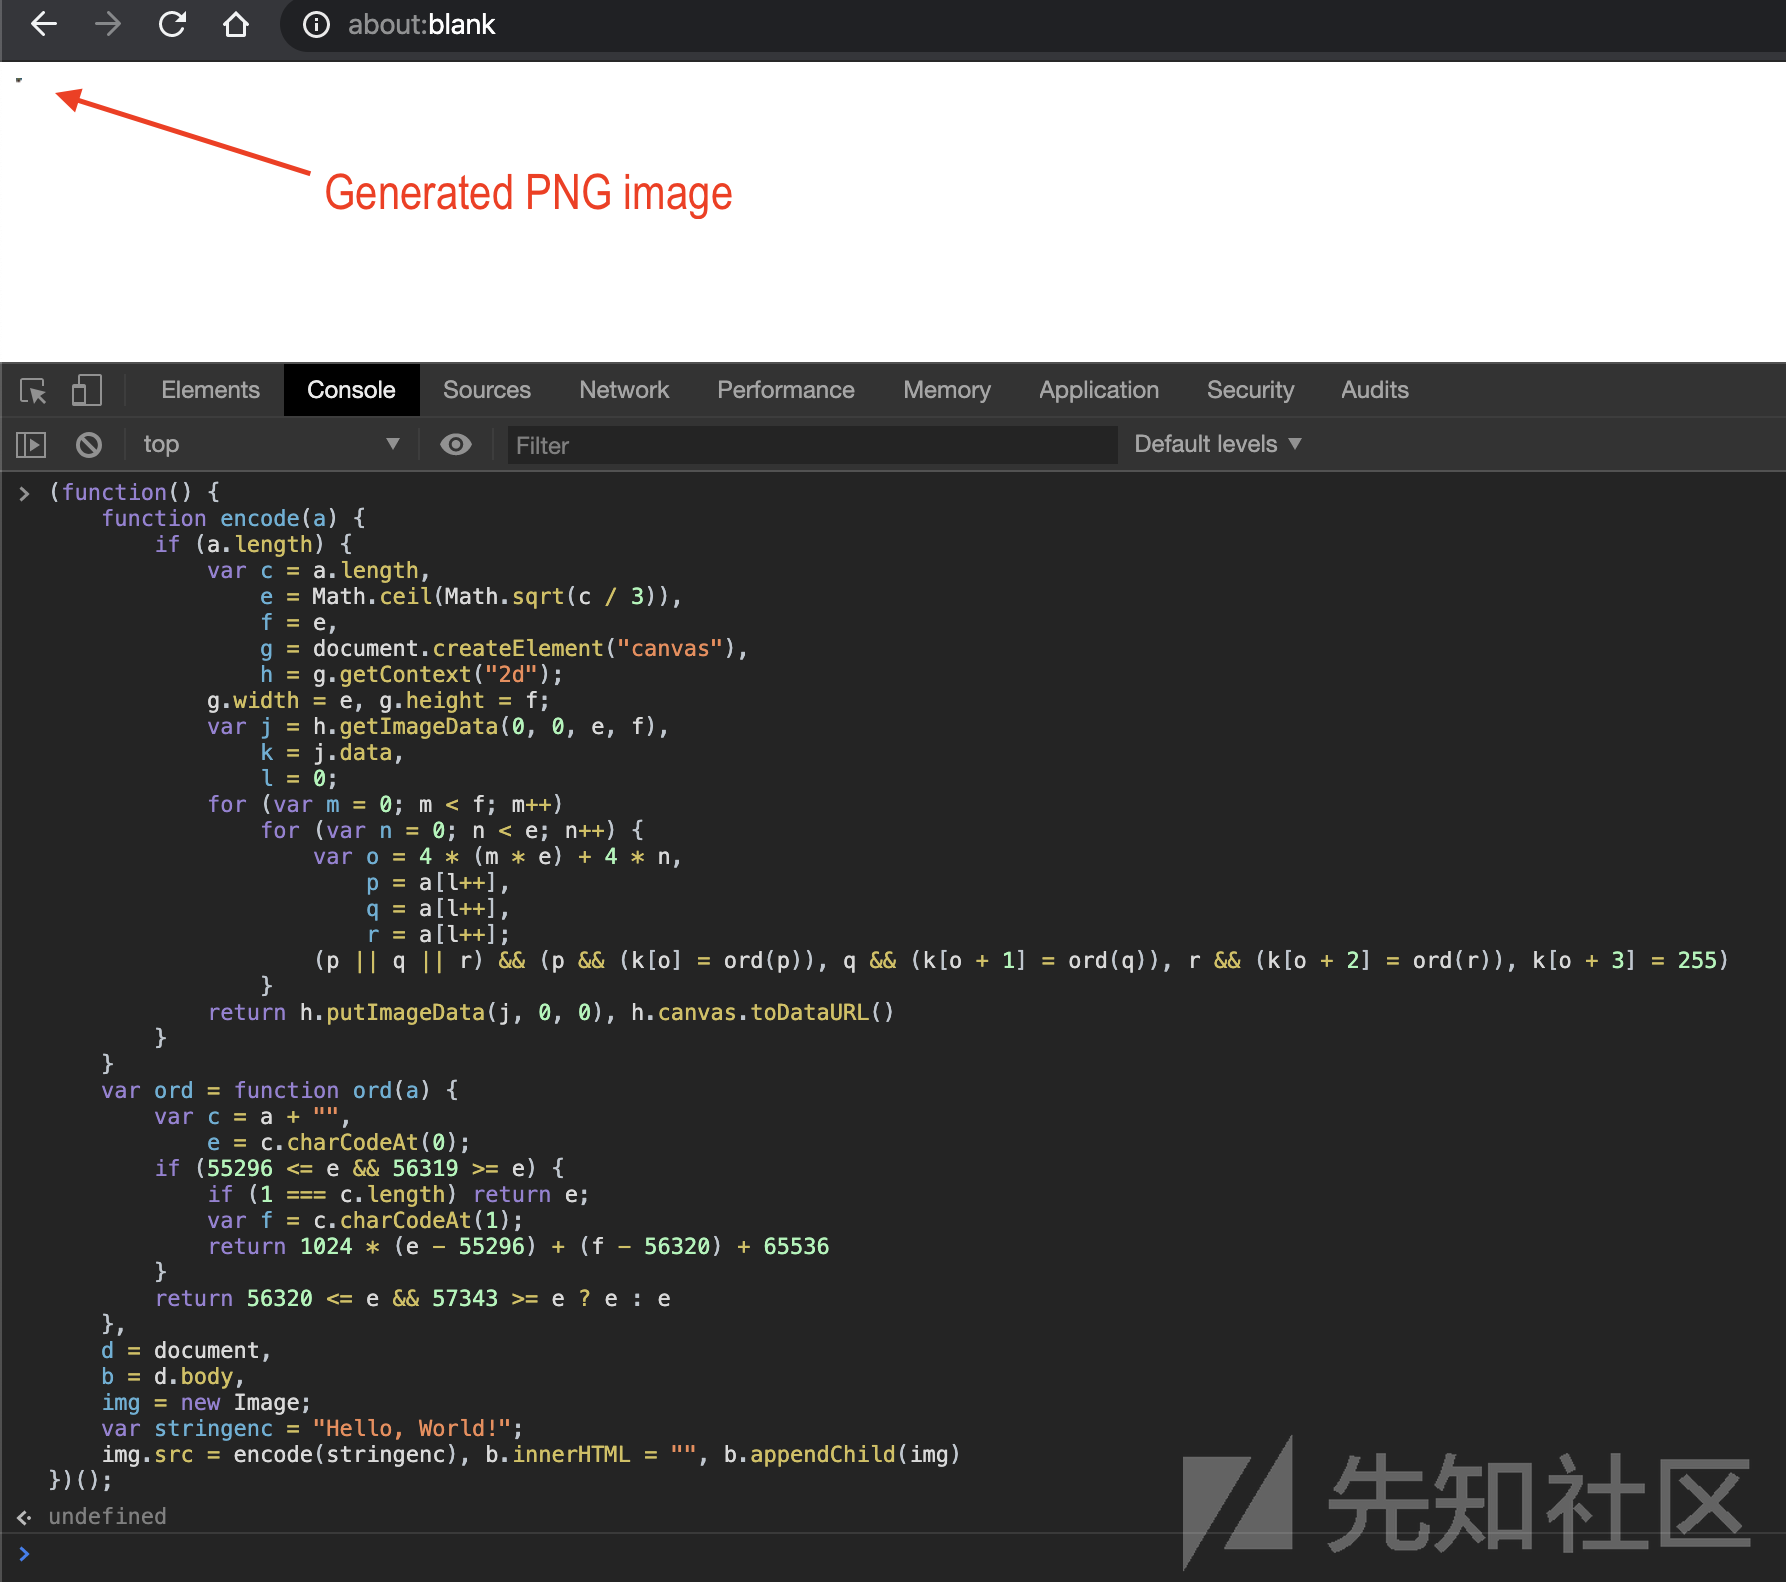 about:blank
Generated PNG image
Elements Console Sources Network Performance Memory Application Security Audits
top Filter Default levels
(function() {
    function encode(a) {
        if (a.length) {
            var c = a.length,
                e = Math.ceil(Math.sqrt(c / 3)),
                f = e,
                g = document.createElement("canvas"),
                h = g.getContext("2d");
            g.width = e, g.height = f;
            var j = h.getImageData(0, 0, e, f),
                k = j.data,
                l = 0;
            for (var m = 0; m < f; m++)
                for (var n = 0; n < e; n++) {
                    var o = 4 * (m * e) + 4 * n,
                        p = a[l++],
                        q = a[l++],
                        r = a[l++];
                    (p || q || r) && (p && (k[o] = ord(p)), q && (k[o + 1] = ord(q)), r && (k[o + 2] = ord(r)), k[o + 3] = 255)
                }
            return h.putImageData(j, 0, 0), h.canvas.toDataURL()
        }
    }
    var ord = function ord(a) {
        var c = a + "",
            e = c.charCodeAt(0);
        if (55296 <= e && 56319 >= e) {
            if (1 === c.length) return e;
            var f = c.charCodeAt(1);
            return 1024 * (e - 55296) + (f - 56320) + 65536
        }
        return 56320 <= e && 57343 >= e ? e : e
    },
    d = document,
    b = d.body,
    img = new Image;
    var stringenc = "Hello, World!";
    img.src = encode(stringenc), b.innerHTML = "", b.appendChild(img)
})();
undefined
先知社区